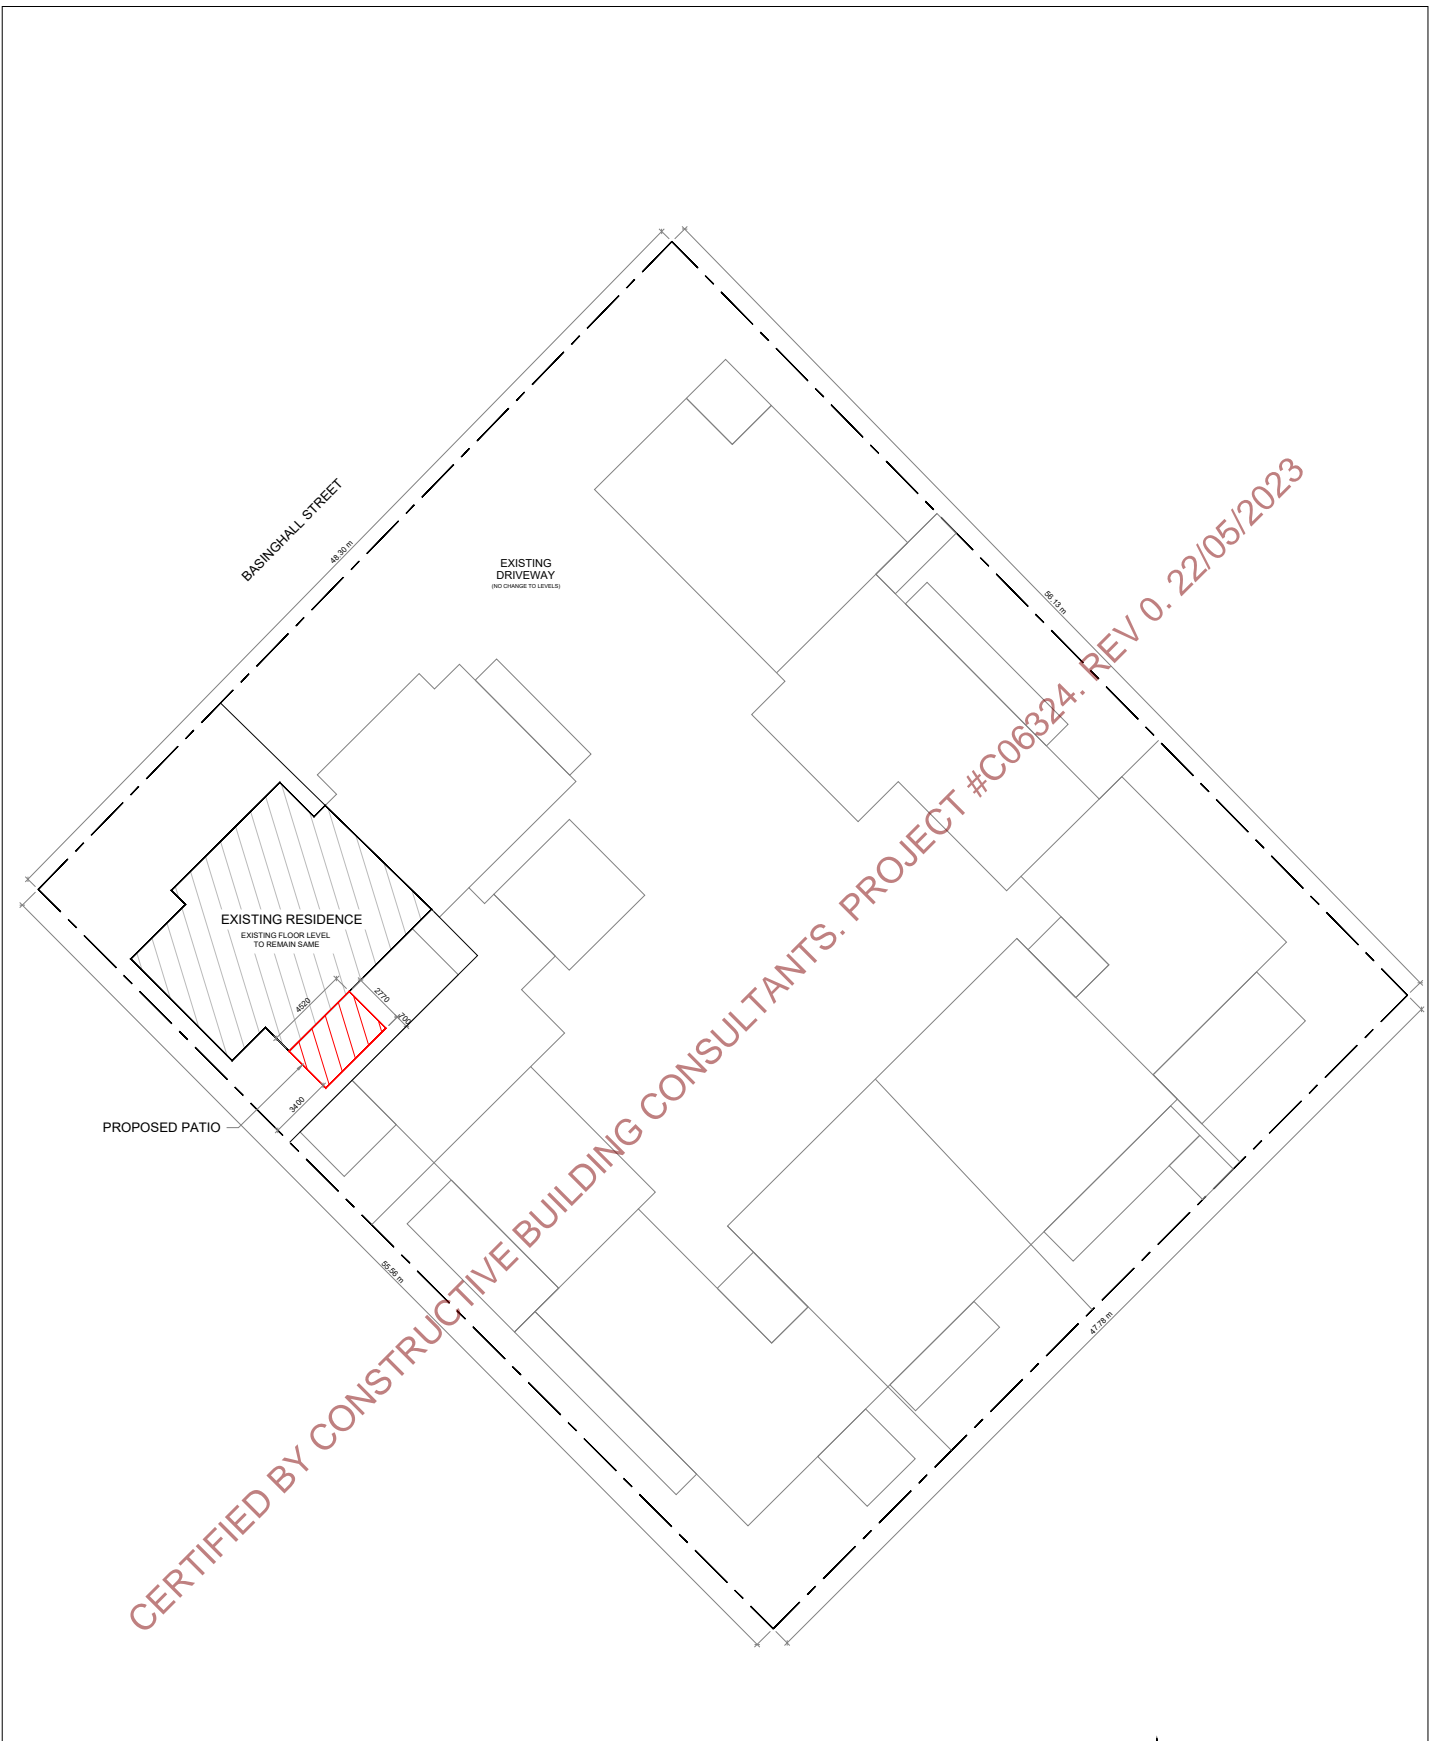 BASINGHALL STREET
48.30 m
EXISTING
DRIVEWAY
(NO CHANGE TO LEVELS)
56.13 m
EXISTING RESIDENCE
EXISTING FLOOR LEVEL
TO REMAIN SAME
4520
2770
700
3400
PROPOSED PATIO
55.56 m
47.78 m
CERTIFIED BY CONSTRUCTIVE BUILDING CONSULTANTS. PROJECT #C06324. REV 0. 22/05/2023